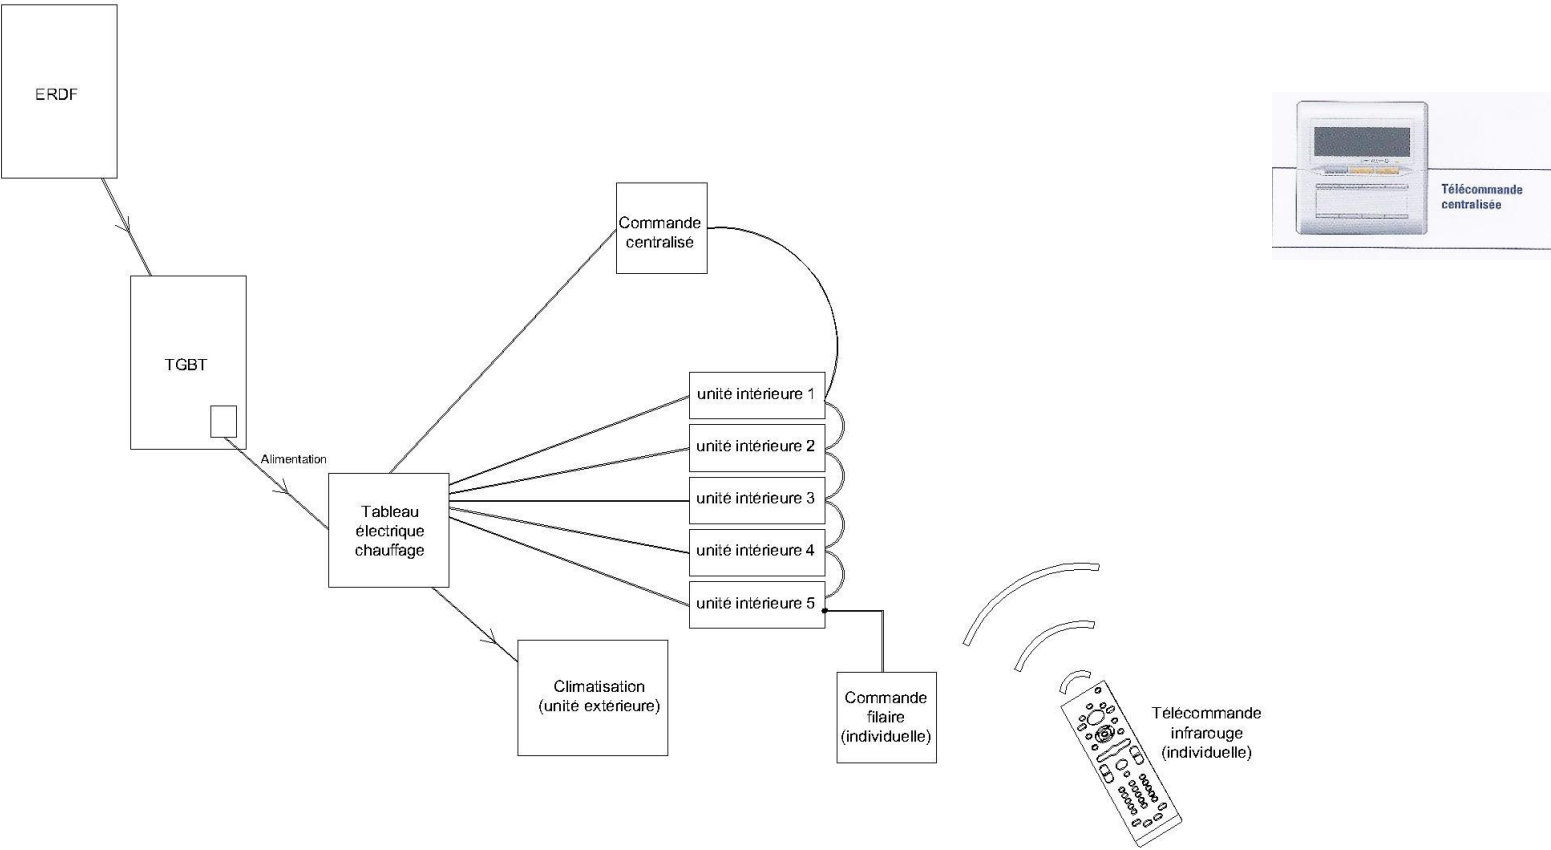 ERDF
Télécommande
centralisée
Commande
centralisé
TGBT
unité intérieure 1
unité intérieure 2
Alimentation
unité intérieure 3
Tableau
électrique
chauffage
unité intérieure 4
unité intérieure 5
Climatisation
(unité extérieure)
Commande
filaire
(individuelle)
Télécommande
infrarouge
(individuelle)